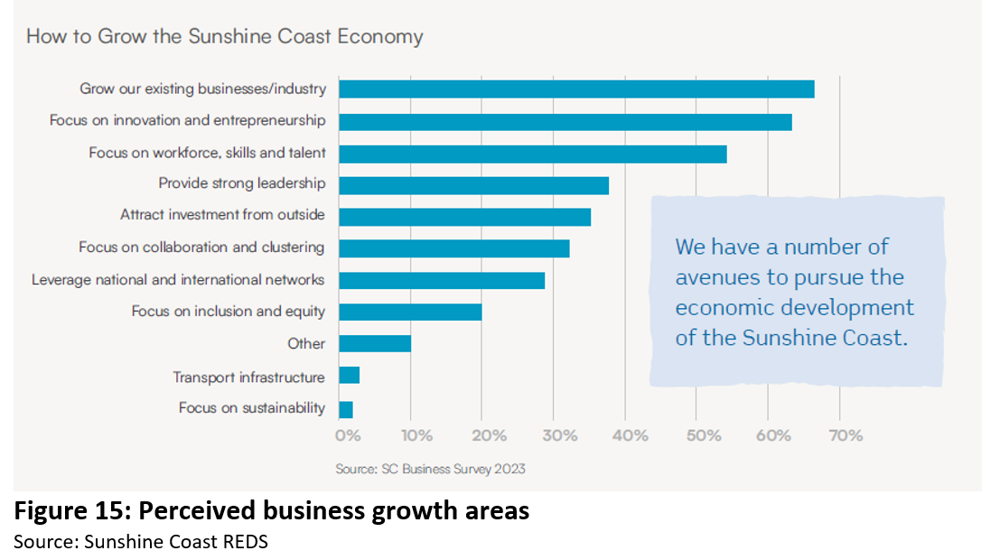 How to Grow the Sunshine Coast Economy
Grow our existing businesses/industry
Focus on innovation and entrepreneurship
Focus on workforce, skills and talent
Provide strong leadership
Attract investment from outside
Focus on collaboration and clustering
Leverage national and international networks
Focus on inclusion and equity
Other
Transport infrastructure
Focus on sustainability
0% 10% 20% 30% 40% 50% 60% 70%
We have a number of
avenues to pursue the
economic development
of the Sunshine Coast.
Source: SC Business Survey 2023
Figure 15: Perceived business growth areas
Source: Sunshine Coast REDS